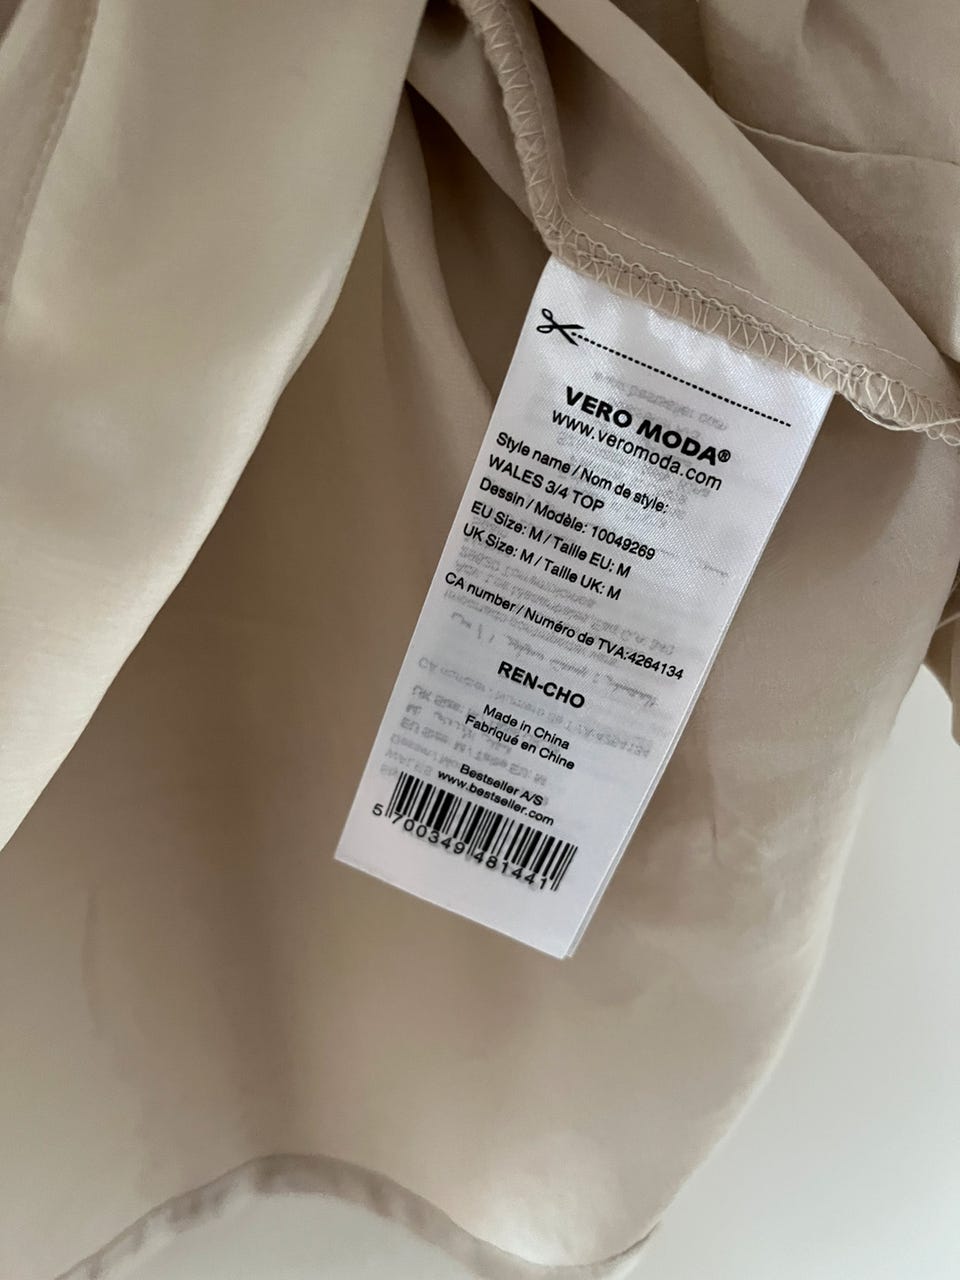 VERO MODA®
www.veromoda.com
Style name / Nom de style:
WALES 3/4 TOP
Dessin / Modèle: 10049269
EU Size: M / Taille EU: M
UK Size: M / Taille UK: M
CA number / Numéro de TVA:4264134
REN-CHO
Made in China
Fabriqué en Chine
Bestseller A/S
www.bestseller.com
5 700349 481441